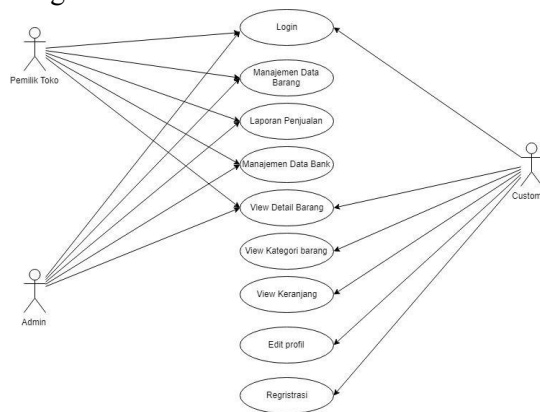 Login
Pemilik Toko
Manajemen Data
Barang
Laporan Penjualan
Manajemen Data Bank
View Detail Barang
Custom
View Kategori barang
View Keranjang
Admin
Edit profil
Regristrasi